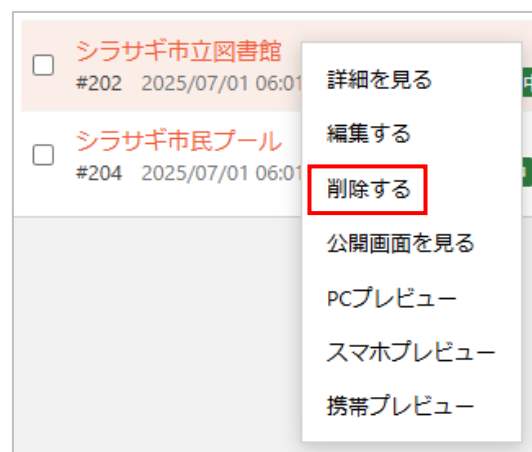 シラサギ市立図書館
#202 2025/07/01 06:01
シラサギ市民プール
#204 2025/07/01 06:01
詳細を見る
編集する
削除する
公開画面を見る
PCプレビュー
スマホプレビュー
携帯プレビュー